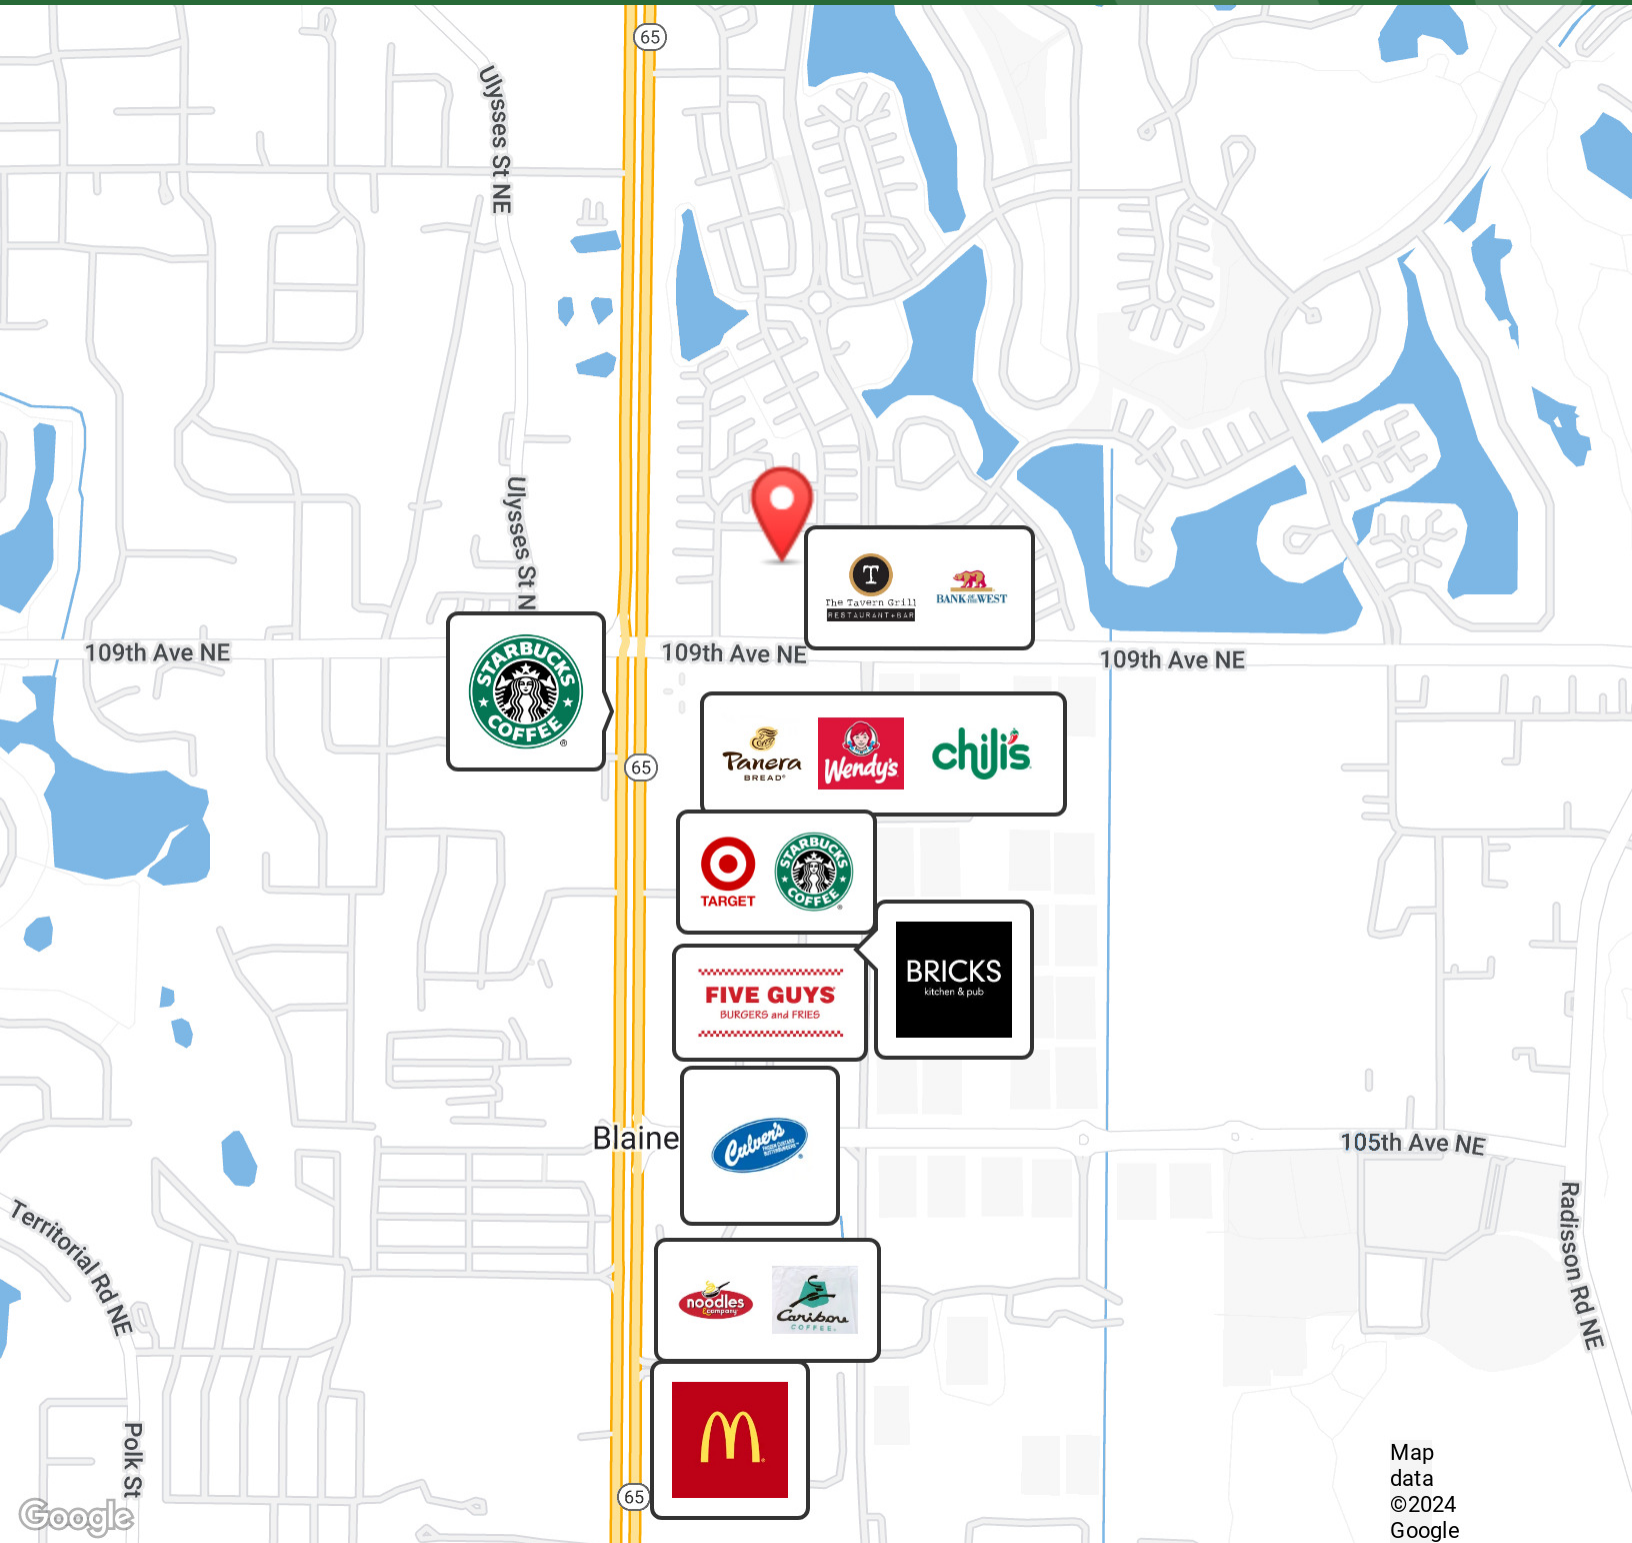 65
Ulysses St NE
Ulysses St N
The Tavern Grill
RESTAURANT+BAR
BANK OF THE WEST
109th Ave NE
109th Ave NE
109th Ave NE
STARBUCKS
COFFEE
®
65
Panera
BREAD®
Wendy's
chili's
TARGET
STARBUCKS
COFFEE
®
FIVE GUYS
BURGERS and FRIES
BRICKS
kitchen & pub
Blaine
Culver's
105th Ave NE
Territorial Rd NE
Radisson Rd NE
noodles
&company
Caribou
COFFEE
Polk St
65
Google
Map
data
©2024
Google